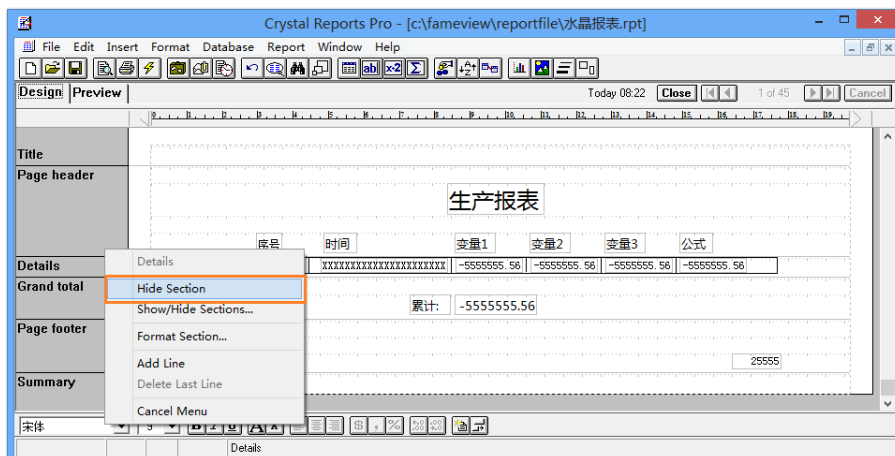 Crystal Reports Pro - [c:\fameview\reportfile\水晶报表.rpt]
File Edit Insert Format Database Report Window Help
Design Preview Today 08:22 Close 1 of 45 Cancel
Title
Page header
生产报表
序号 时间 变量1 变量2 变量3 公式
Details XXXXXXXXXXXXXXXXXXXXXXX -5555555.56 -5555555.56 -5555555.56 -5555555.56
Grand total
累计: -5555555.56
Page footer
25555
Summary
Details
Hide Section
Show/Hide Sections...
Format Section...
Add Line
Delete Last Line
Cancel Menu
宋体 9 B I U A A $ , %
Details